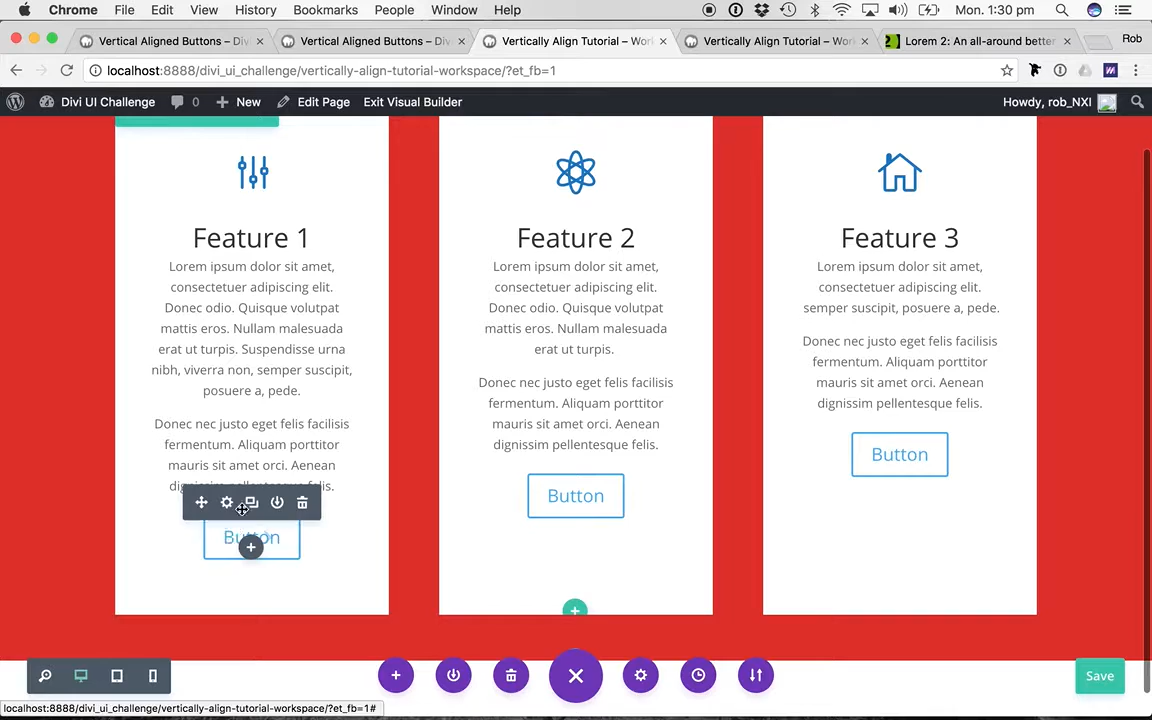 Chrome File Edit View History Bookmarks People Window Help Mon. 1:30 pm
Vertical Aligned Buttons – Div Vertical Aligned Buttons – Div Vertically Align Tutorial – Work Vertically Align Tutorial – Work Lorem 2: An all-around better Rob
localhost:8888/divi_ui_challenge/vertically-align-tutorial-workspace/?et_fb=1
Divi UI Challenge 0 New Edit Page Exit Visual Builder Howdy, rob_NXI
Feature 1
Lorem ipsum dolor sit amet,
consectetuer adipiscing elit.
Donec odio. Quisque volutpat
mattis eros. Nullam malesuada
erat ut turpis. Suspendisse urna
nibh, viverra non, semper suscipit,
posuere a, pede.
Donec nec justo eget felis facilisis
fermentum. Aliquam porttitor
mauris sit amet orci. Aenean
dignissim pellentesque felis.
Button
Feature 2
Lorem ipsum dolor sit amet,
consectetuer adipiscing elit.
Donec odio. Quisque volutpat
mattis eros. Nullam malesuada
erat ut turpis.
Donec nec justo eget felis facilisis
fermentum. Aliquam porttitor
mauris sit amet orci. Aenean
dignissim pellentesque felis.
Button
Feature 3
Lorem ipsum dolor sit amet,
consectetuer adipiscing elit.
semper suscipit, posuere a, pede.
Donec nec justo eget felis facilisis
fermentum. Aliquam porttitor
mauris sit amet orci. Aenean
dignissim pellentesque felis.
Button
Save
localhost:8888/divi_ui_challenge/vertically-align-tutorial-workspace/?et_fb=1#